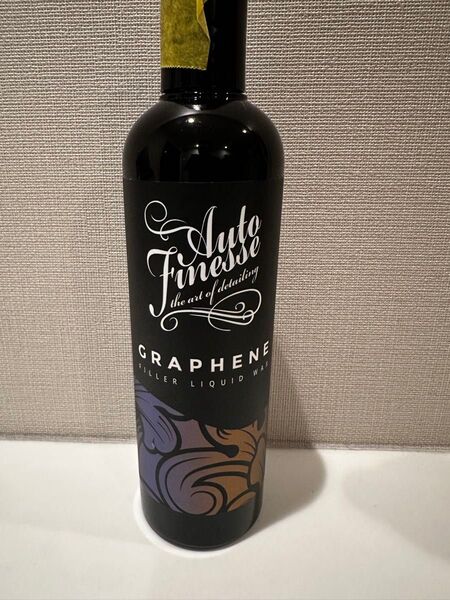 Auto
Finesse
the art of detailing
GRAPHENE
FILLER LIQUID WAX